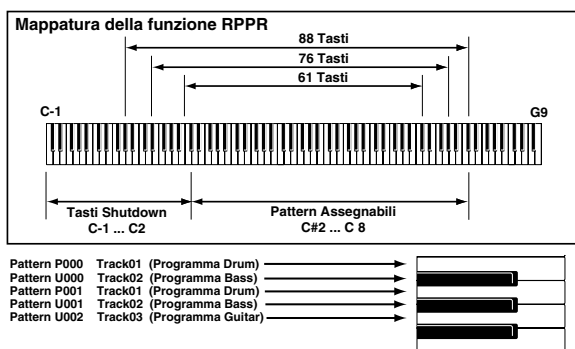 Mappatura della funzione RPPR
88 Tasti
76 Tasti
61 Tasti
C-1 G9
Tasti Shutdown Pattern Assegnabili
C-1 ... C2 C#2 ... C 8
Pattern P000 Track01 (Programma Drum)
Pattern U000 Track02 (Programma Bass)
Pattern P001 Track01 (Programma Drum)
Pattern U001 Track02 (Programma Bass)
Pattern U002 Track03 (Programma Guitar)